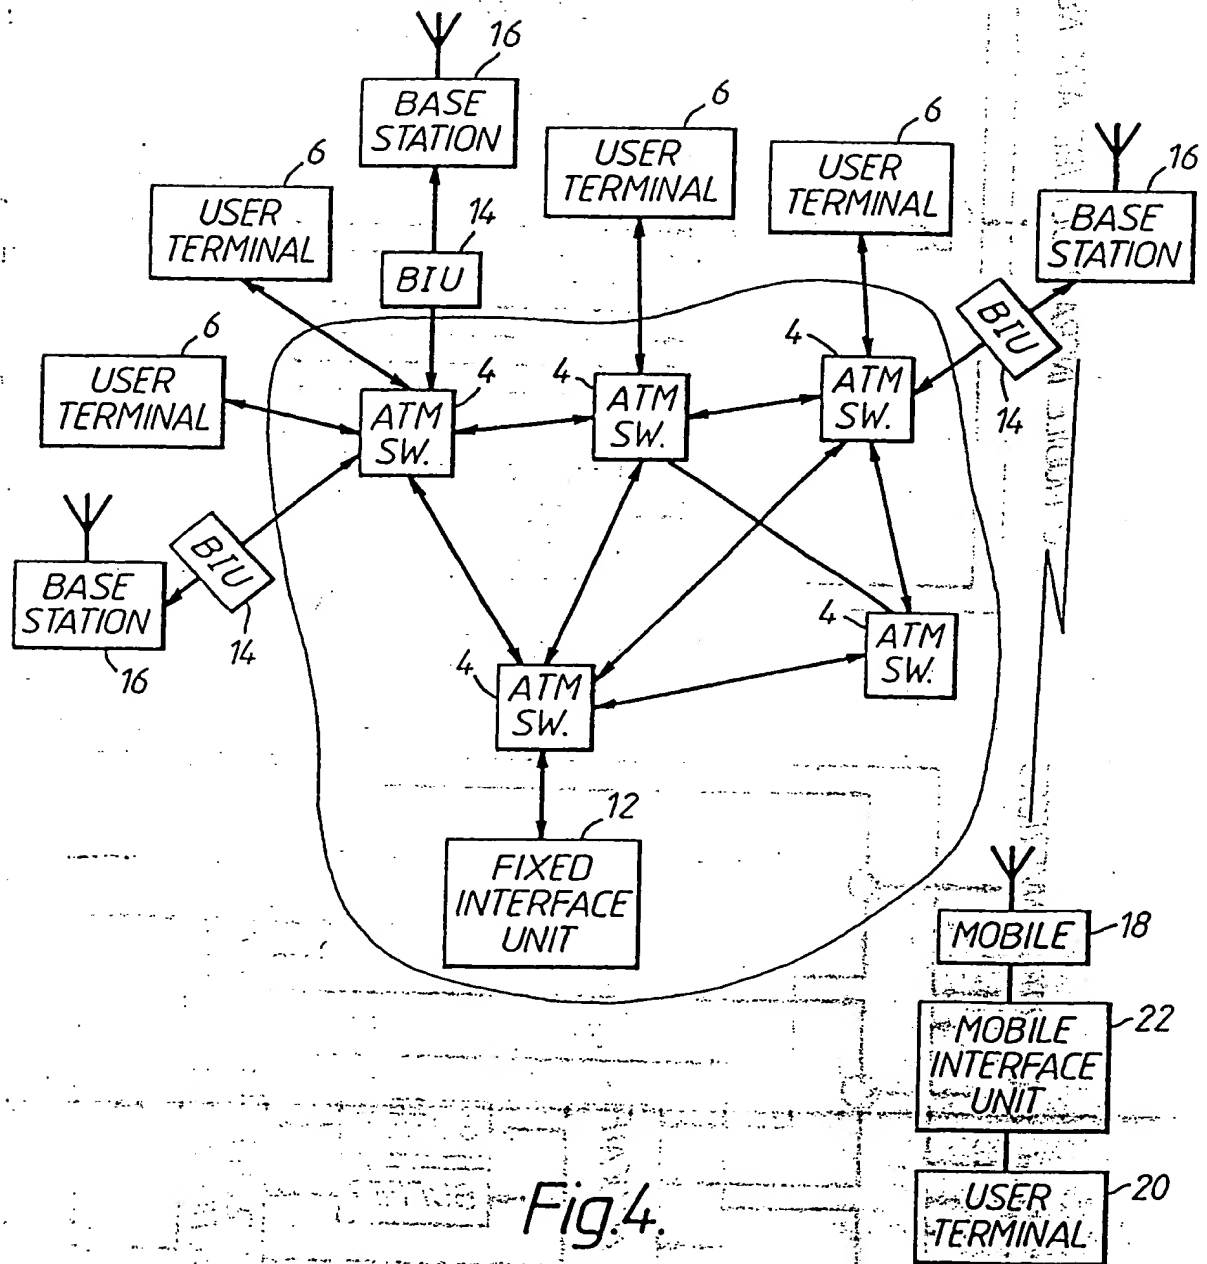 16
BASE
STATION
6
USER
TERMINAL
6
USER
TERMINAL
16
BASE
STATION
6
USER
TERMINAL
14
BIU
BIU
14
6
USER
TERMINAL
4
ATM
SW.
4
ATM
SW.
4
ATM
SW.
BIU
14
BASE
STATION
16
4
ATM
SW.
4
ATM
SW.
12
FIXED
INTERFACE
UNIT
MOBILE
18
MOBILE
INTERFACE
UNIT
22
USER
TERMINAL
20
Fig.4.